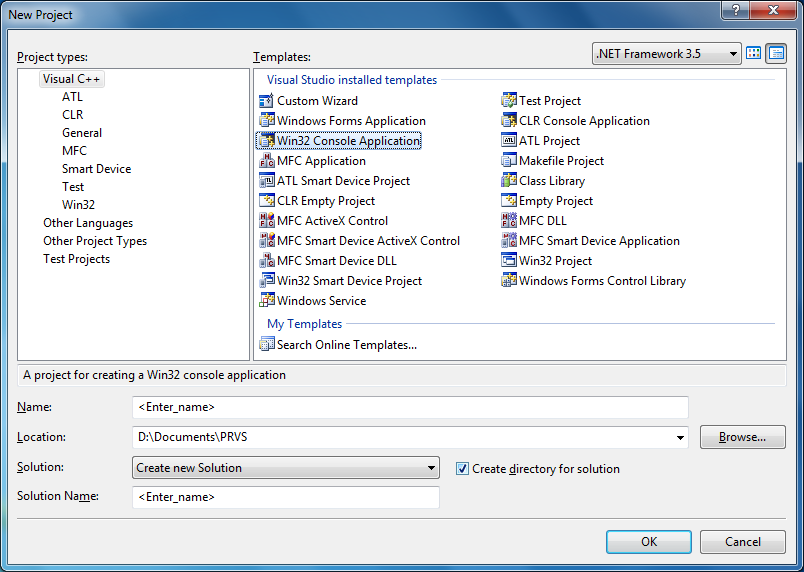 New Project
Project types:
Templates:
.NET Framework 3.5
Visual C++
ATL
CLR
General
MFC
Smart Device
Test
Win32
Other Languages
Other Project Types
Test Projects
Visual Studio installed templates
Custom Wizard
Test Project
Windows Forms Application
CLR Console Application
Win32 Console Application
ATL Project
MFC Application
Makefile Project
ATL Smart Device Project
Class Library
CLR Empty Project
Empty Project
MFC ActiveX Control
MFC DLL
MFC Smart Device ActiveX Control
MFC Smart Device Application
MFC Smart Device DLL
Win32 Project
Win32 Smart Device Project
Windows Forms Control Library
Windows Service
My Templates
Search Online Templates...
A project for creating a Win32 console application
Name:
<Enter_name>
Location:
D:\Documents\PRVS
Browse...
Solution:
Create new Solution
Create directory for solution
Solution Name:
<Enter_name>
OK
Cancel